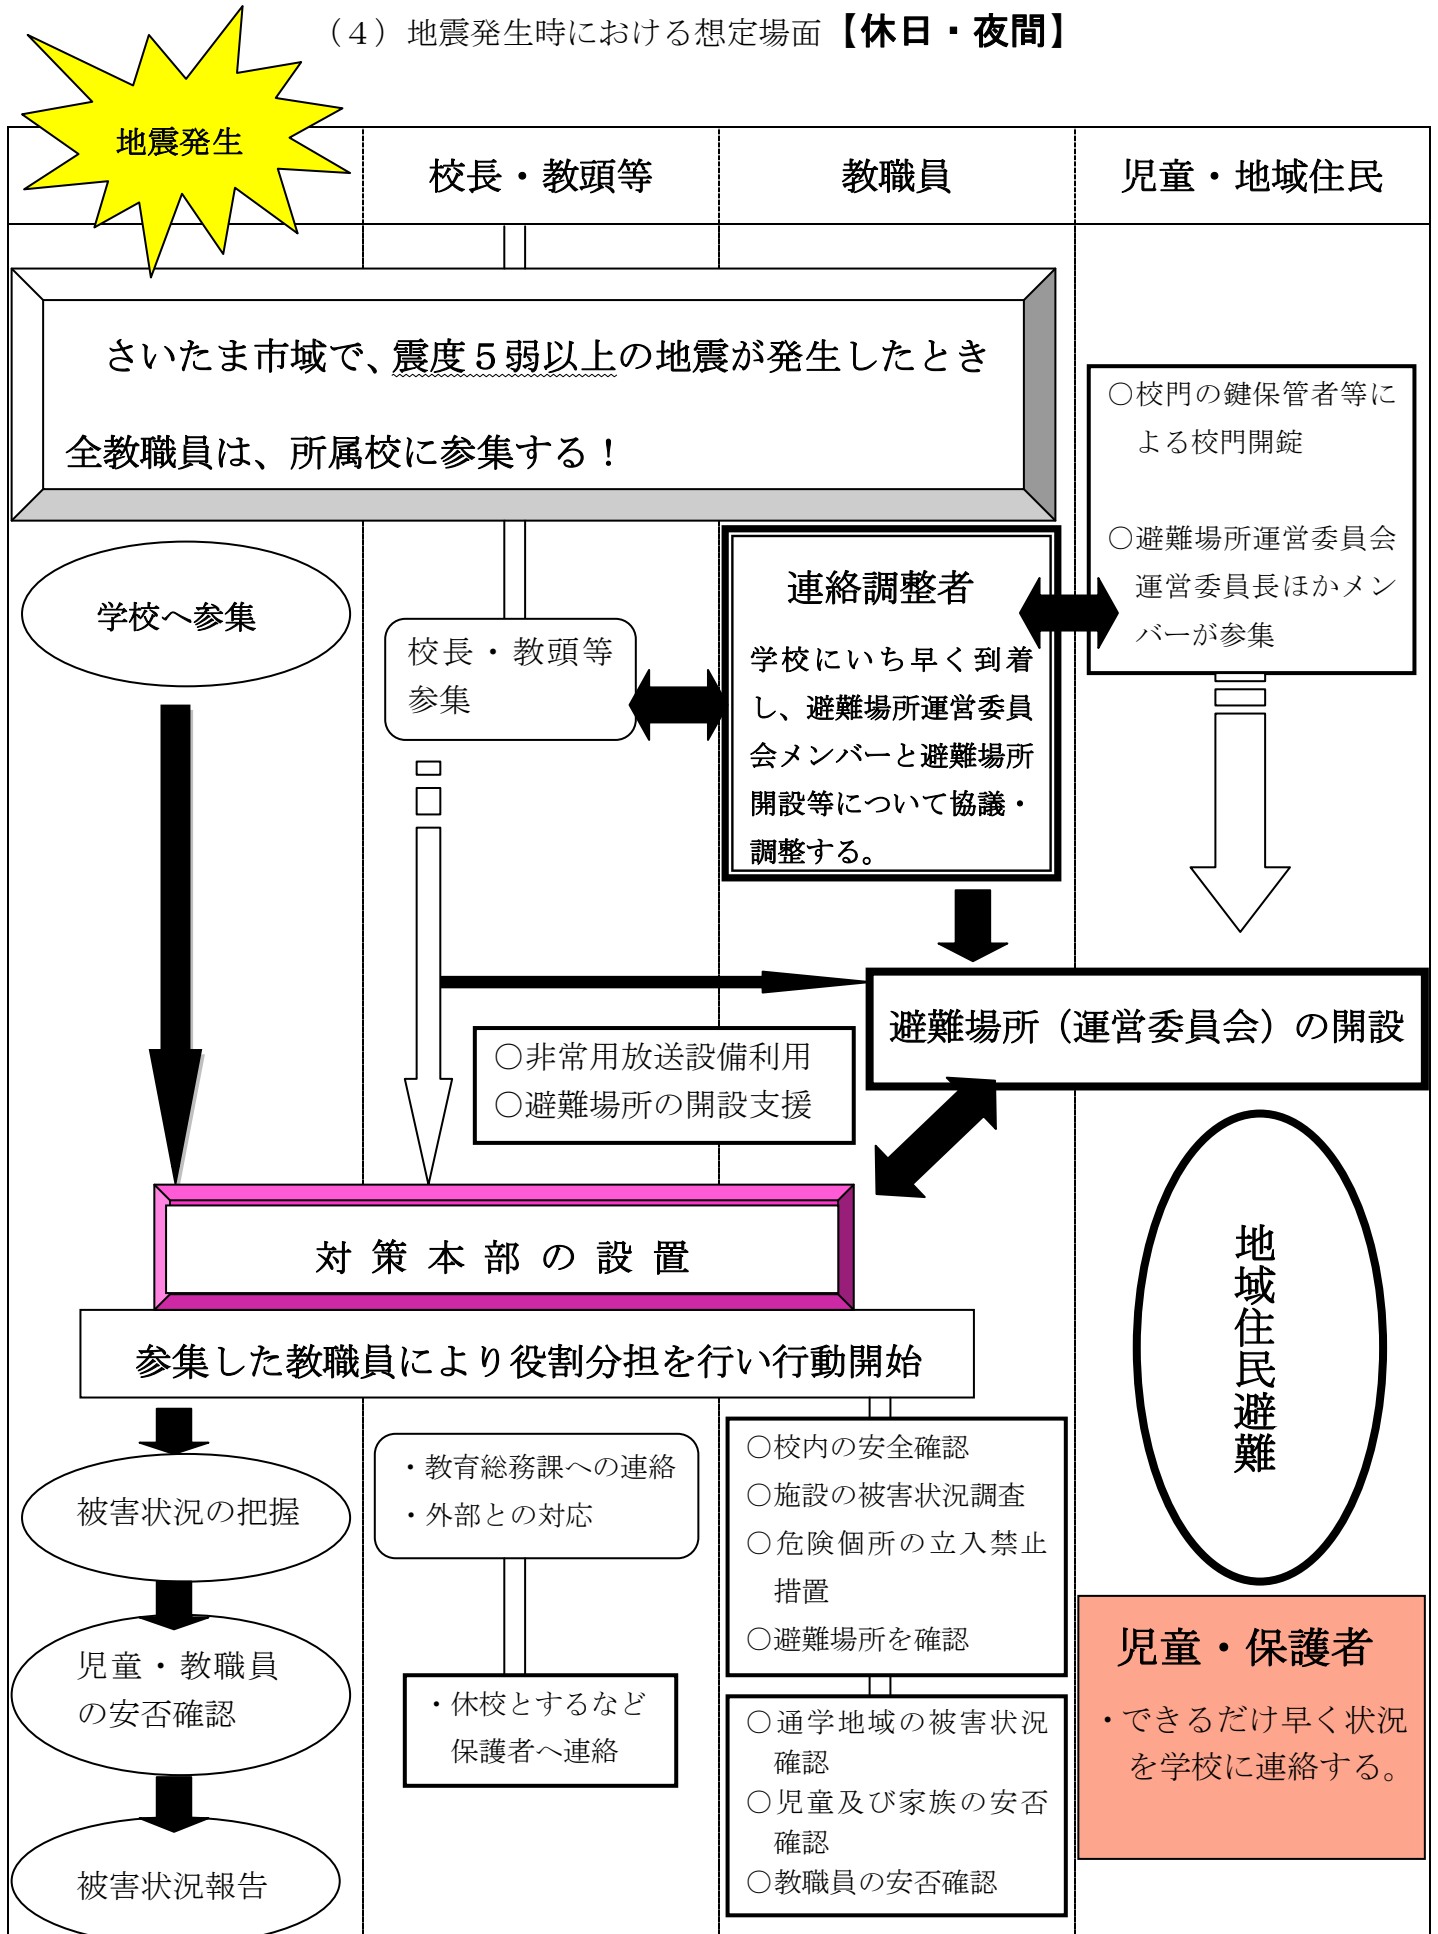 （４）地震発生時における想定場面【休日・夜間】
地震発生
校長・教頭等
教職員
児童・地域住民
さいたま市域で、震度５弱以上の地震が発生したとき
全教職員は、所属校に参集する！
○校門の鍵保管者等に
よる校門開錠
○避難場所運営委員会
運営委員長ほかメン
バーが参集
学校へ参集
校長・教頭等
参集
連絡調整者
学校にいち早く到着
し、避難場所運営委員
会メンバーと避難場所
開設等について協議・
調整する。
避難場所（運営委員会）の開設
○非常用放送設備利用
○避難場所の開設支援
対策本部の設置
参集した教職員により役割分担を行い行動開始
地域住民避難
被害状況の把握
児童・教職員
の安否確認
被害状況報告
・教育総務課への連絡
・外部との対応
・休校とするなど
保護者へ連絡
○校内の安全確認
○施設の被害状況調査
○危険個所の立入禁止
措置
○避難場所を確認
○通学地域の被害状況
確認
○児童及び家族の安否
確認
○教職員の安否確認
児童・保護者
・できるだけ早く状況
を学校に連絡する。